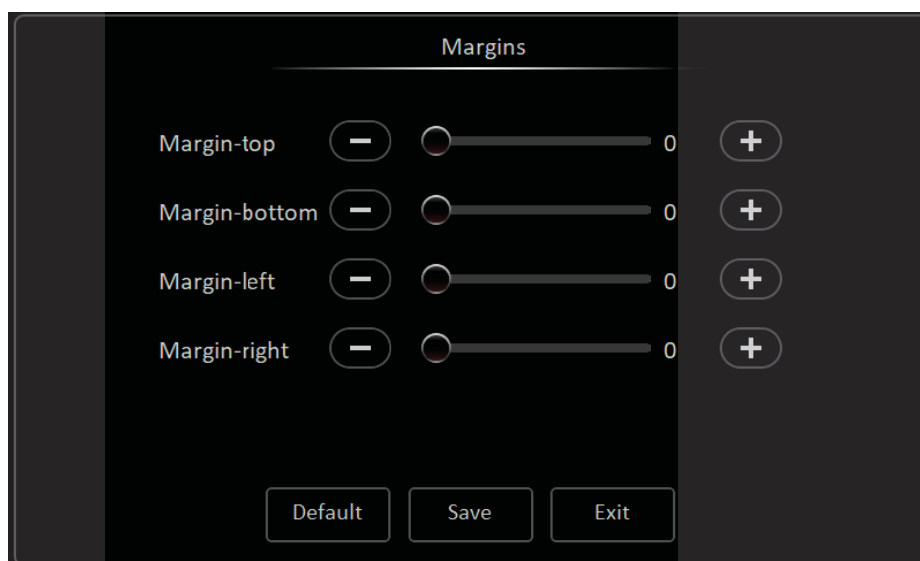 Margins
Margin-top − 0 +
Margin-bottom − 0 +
Margin-left − 0 +
Margin-right − 0 +
Default Save Exit